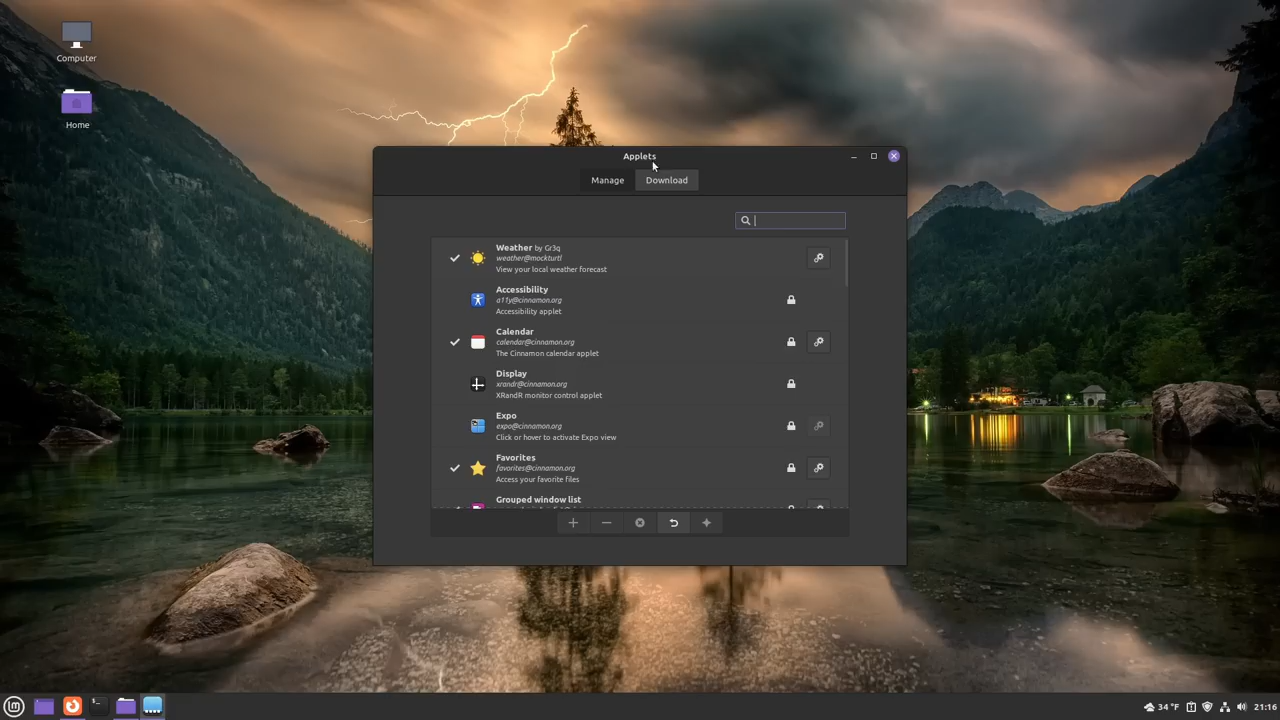 Computer
Home
Applets
Manage
Download
Weather by Gr3q
weather@mockturtl
View your local weather forecast
Accessibility
a11y@cinnamon.org
Accessibility applet
Calendar
calendar@cinnamon.org
The Cinnamon calendar applet
Display
xrandr@cinnamon.org
XRandR monitor control applet
Expo
expo@cinnamon.org
Click or hover to activate Expo view
Favorites
favorites@cinnamon.org
Access your favorite files
Grouped window list
34 °F
21:16